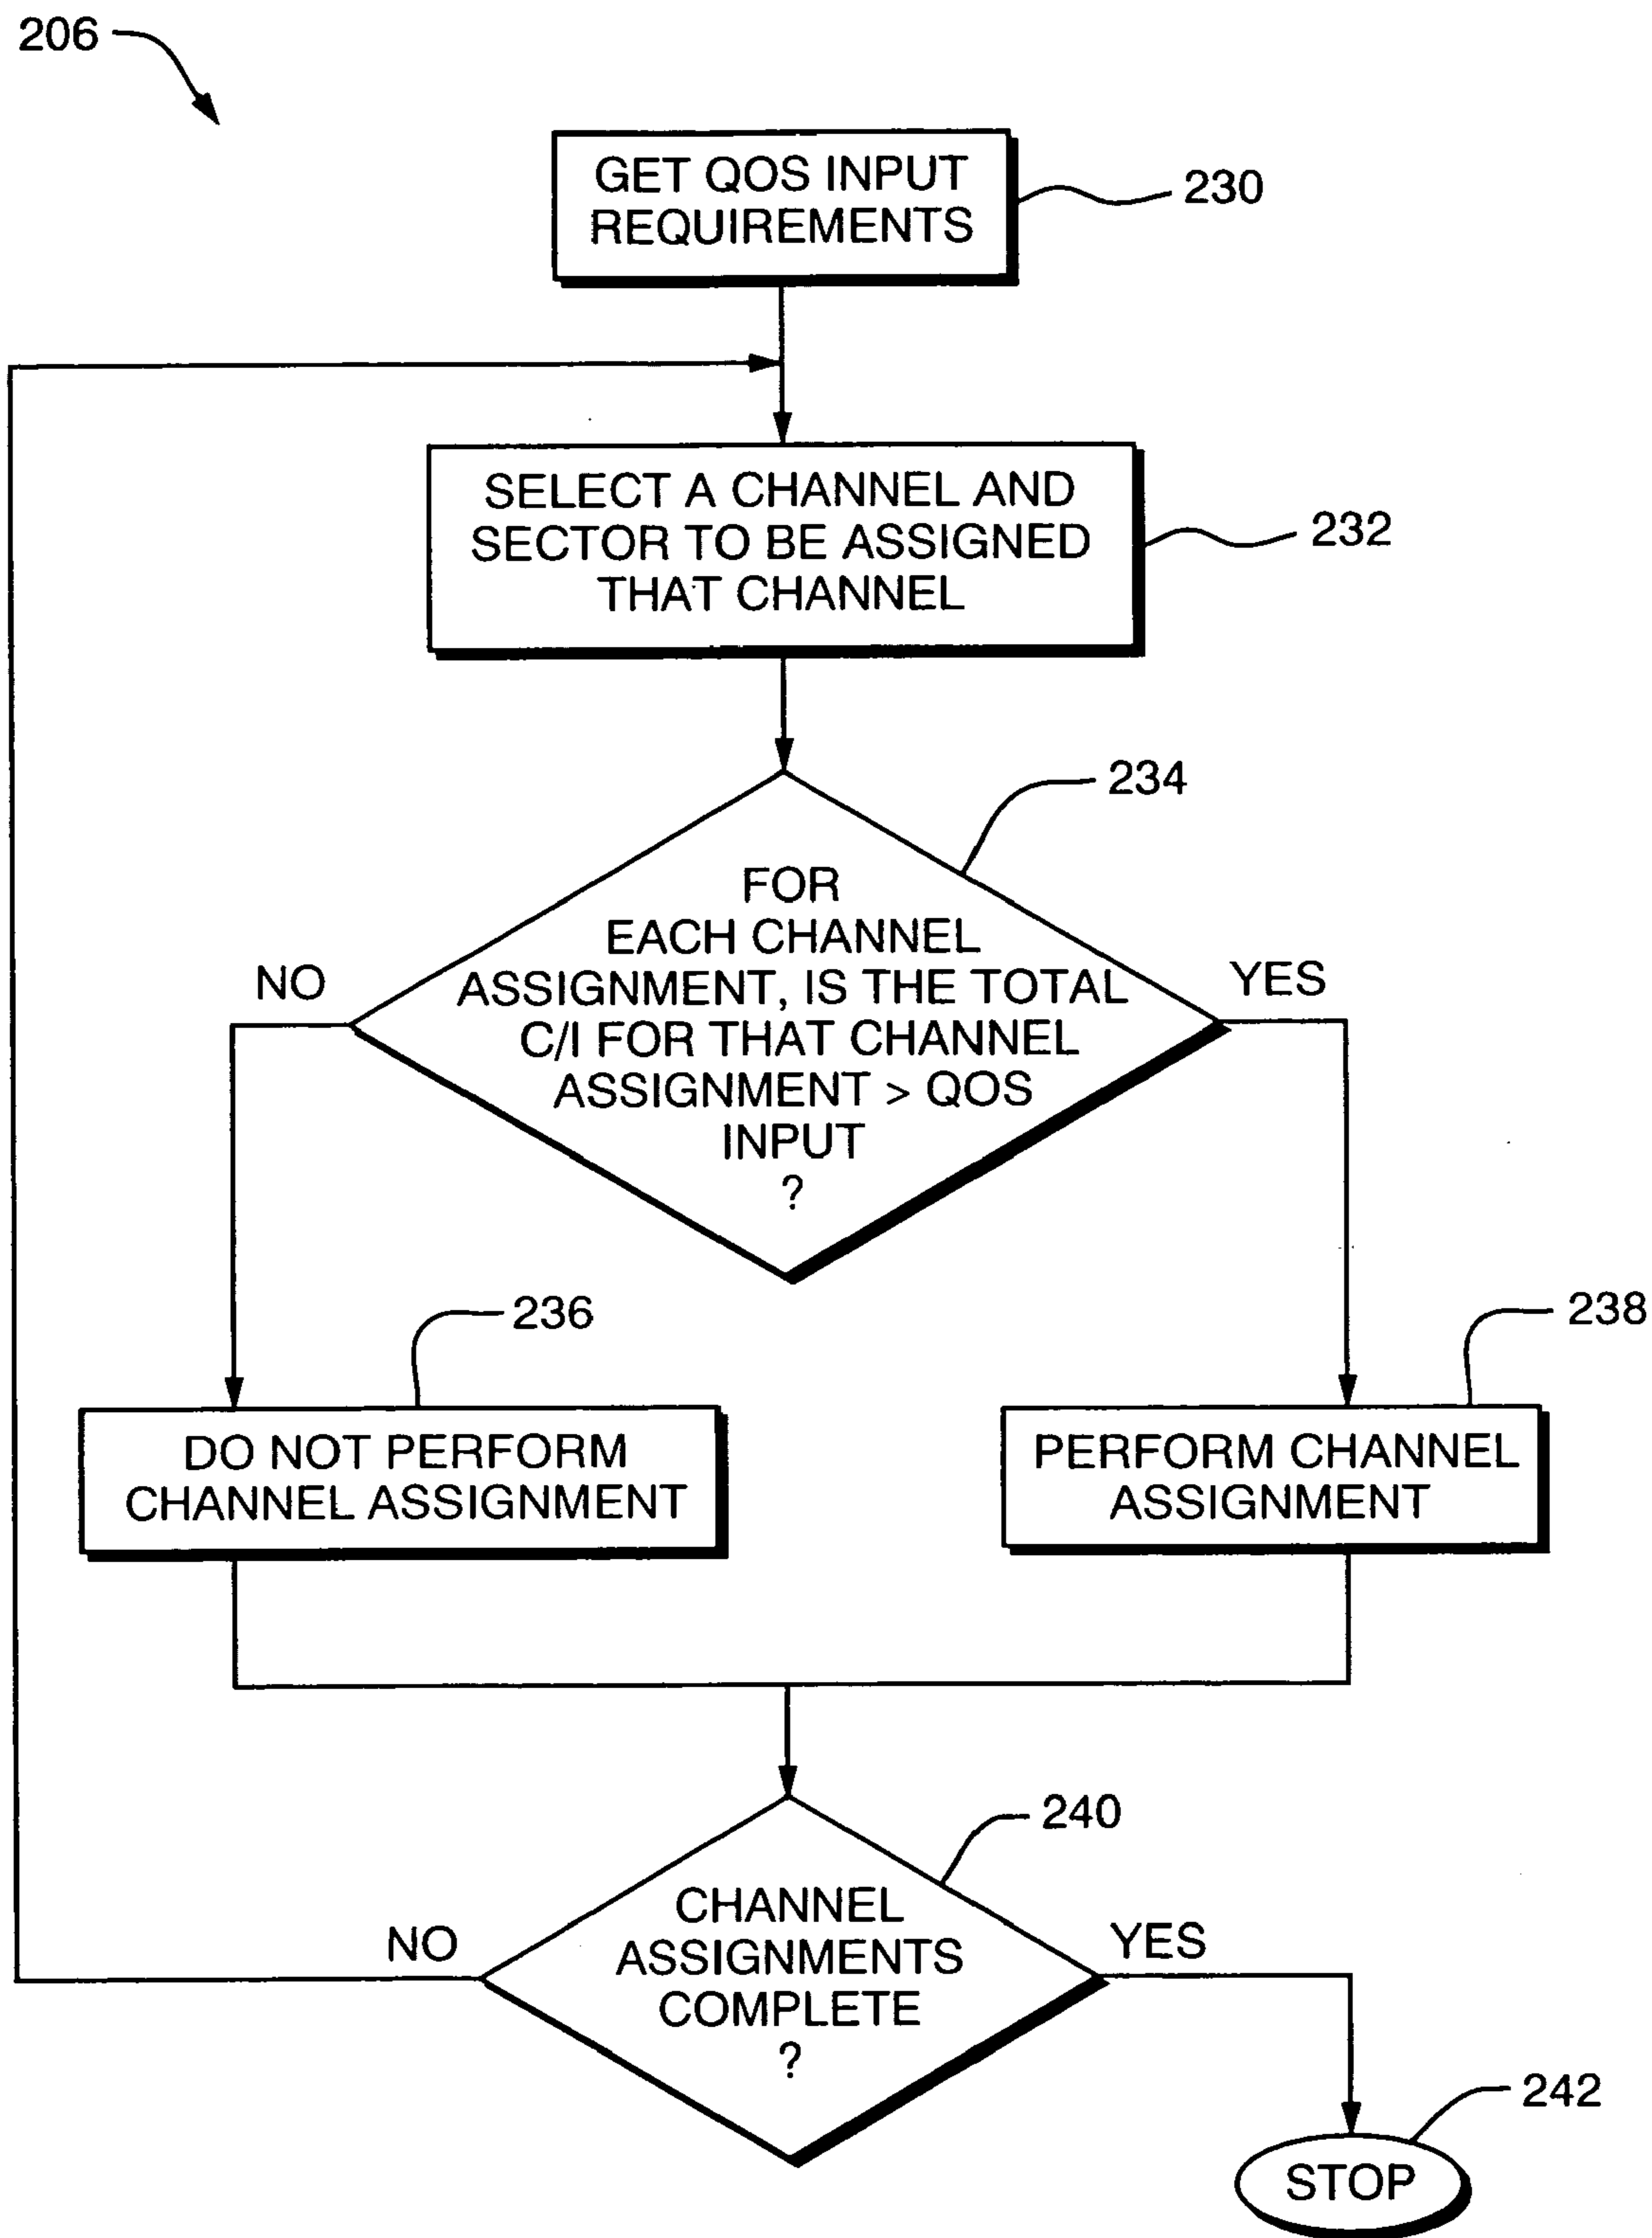 206
GET QOS INPUT
REQUIREMENTS
230
SELECT A CHANNEL AND
SECTOR TO BE ASSIGNED
THAT CHANNEL
232
234
FOR
EACH CHANNEL
ASSIGNMENT, IS THE TOTAL
C/I FOR THAT CHANNEL
ASSIGNMENT > QOS
INPUT
?
NO
YES
236
238
DO NOT PERFORM
CHANNEL ASSIGNMENT
PERFORM CHANNEL
ASSIGNMENT
240
CHANNEL
ASSIGNMENTS
COMPLETE
?
NO
YES
242
STOP